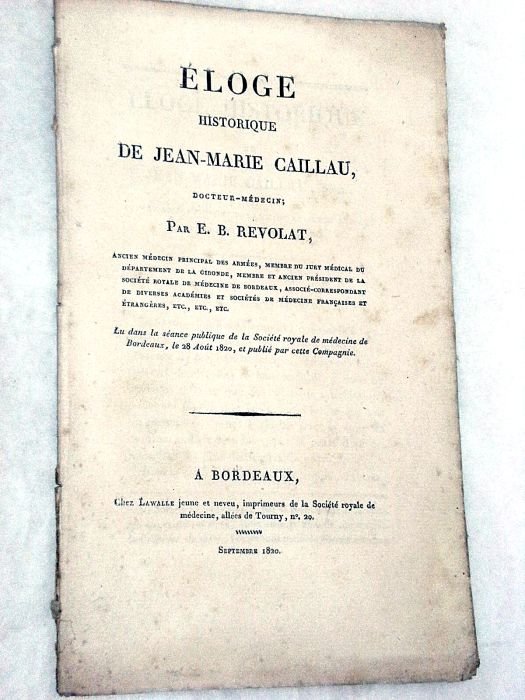 ÉLOGE
HISTORIQUE
DE JEAN-MARIE CAILLAU,
DOCTEUR-MÉDECIN;
PAR E. B. REVOLAT,
ANCIEN MÉDECIN PRINCIPAL DES ARMÉES, MEMBRE DU JURY MÉDICAL DU
DÉPARTEMENT DE LA GIRONDE, MEMBRE ET ANCIEN PRÉSIDENT DE LA
SOCIÉTÉ ROYALE DE MÉDECINE DE BORDEAUX, ASSOCIÉ-CORRESPONDANT
DE DIVERSES ACADÉMIES ET SOCIÉTÉS DE MÉDECINE FRANÇAISES ET
ÉTRANGÈRES, ETC., ETC., ETC.
Lu dans la séance publique de la Société royale de médecine de
Bordeaux, le 28 Août 1820, et publié par cette Compagnie.
A BORDEAUX,
Chez LAWALLE jeune et neveu, imprimeurs de la Société royale de
médecine, allées de Tourny, nº. 20.
SEPTEMBRE 1820.